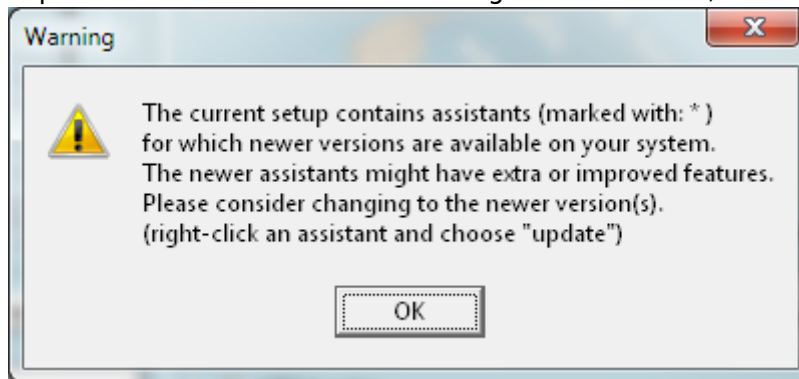 Warning
The current setup contains assistants (marked with: * )
for which newer versions are available on your system.
The newer assistants might have extra or improved features.
Please consider changing to the newer version(s).
(right-click an assistant and choose "update")
OK